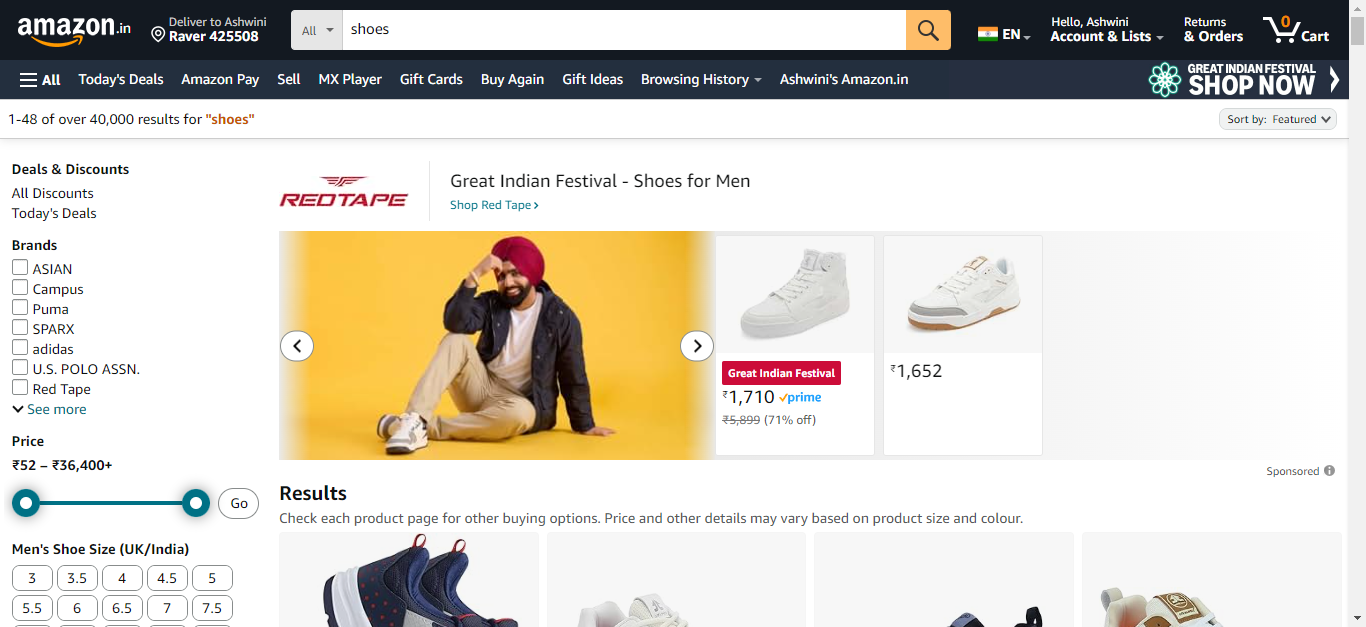 amazon.in
Deliver to Ashwini
Raver 425508
All
shoes
EN
Hello, Ashwini
Account & Lists
Returns
& Orders
0
Cart
All
Today's Deals
Amazon Pay
Sell
MX Player
Gift Cards
Buy Again
Gift Ideas
Browsing History
Ashwini's Amazon.in
GREAT INDIAN FESTIVAL
SHOP NOW
1-48 of over 40,000 results for "shoes"
Sort by: Featured
Deals & Discounts
All Discounts
Today's Deals
Brands
ASIAN
Campus
Puma
SPARX
adidas
U.S. POLO ASSN.
Red Tape
See more
Price
₹52 – ₹36,400+
Go
Men's Shoe Size (UK/India)
3 3.5 4 4.5 5
5.5 6 6.5 7 7.5
REDTAPE
Great Indian Festival - Shoes for Men
Shop Red Tape
Great Indian Festival
₹1,710 prime
₹5,899 (71% off)
₹1,652
Sponsored
Results
Check each product page for other buying options. Price and other details may vary based on product size and colour.